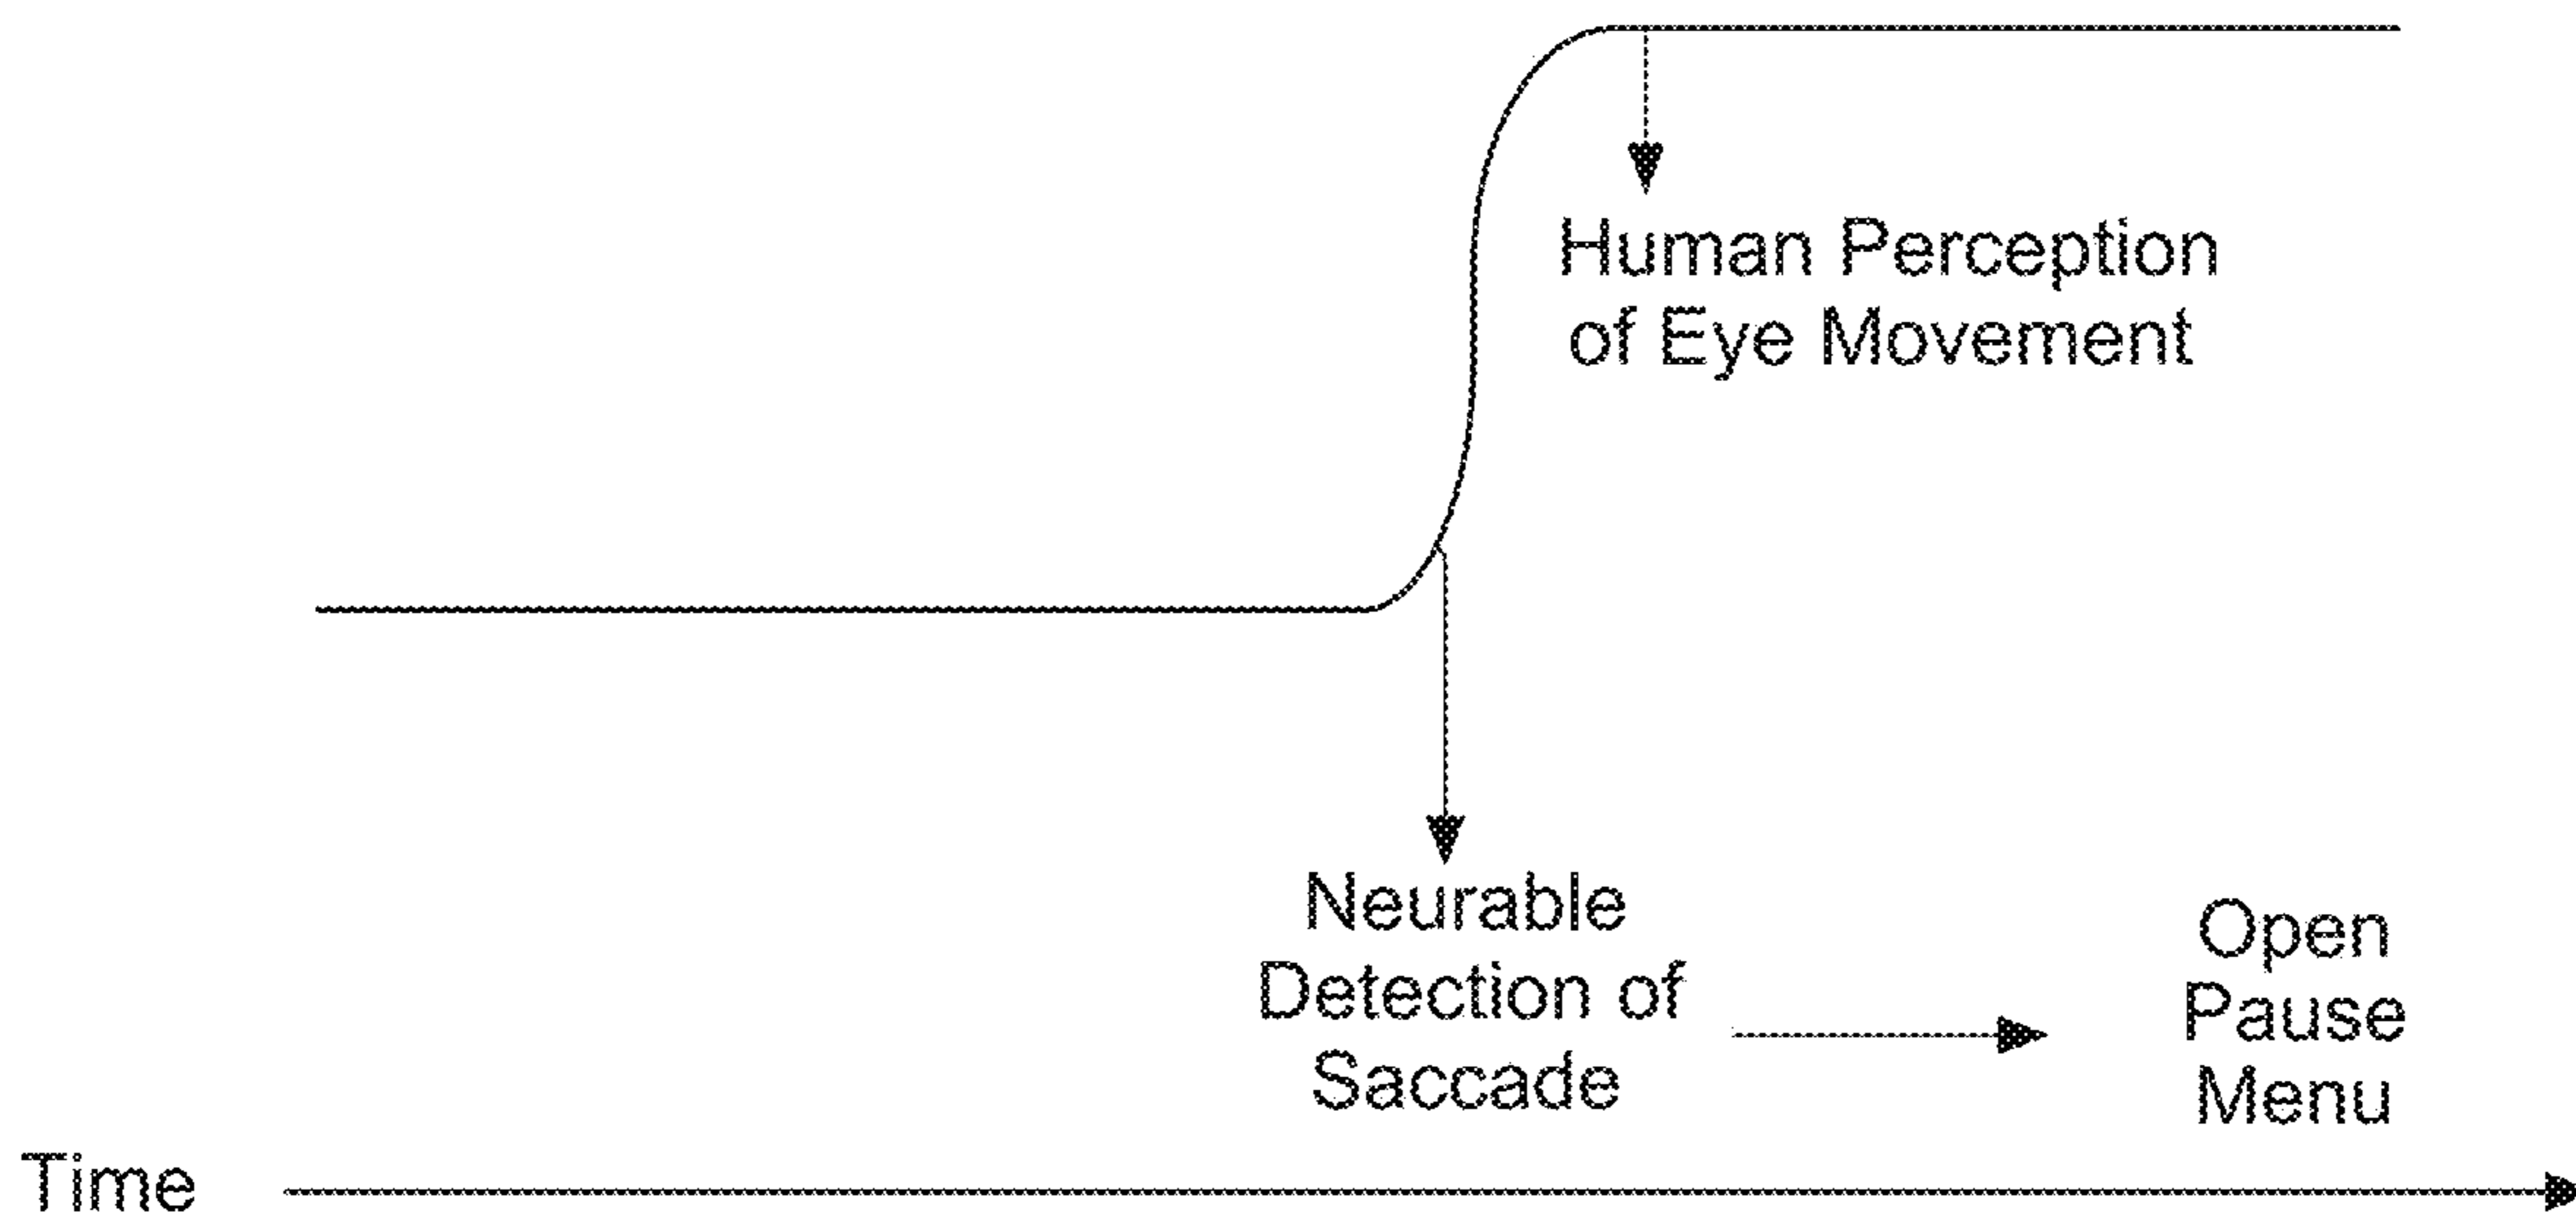 Human Perception
of Eye Movement
Neurable
Detection of
Saccade
Open
Pause
Menu
Time